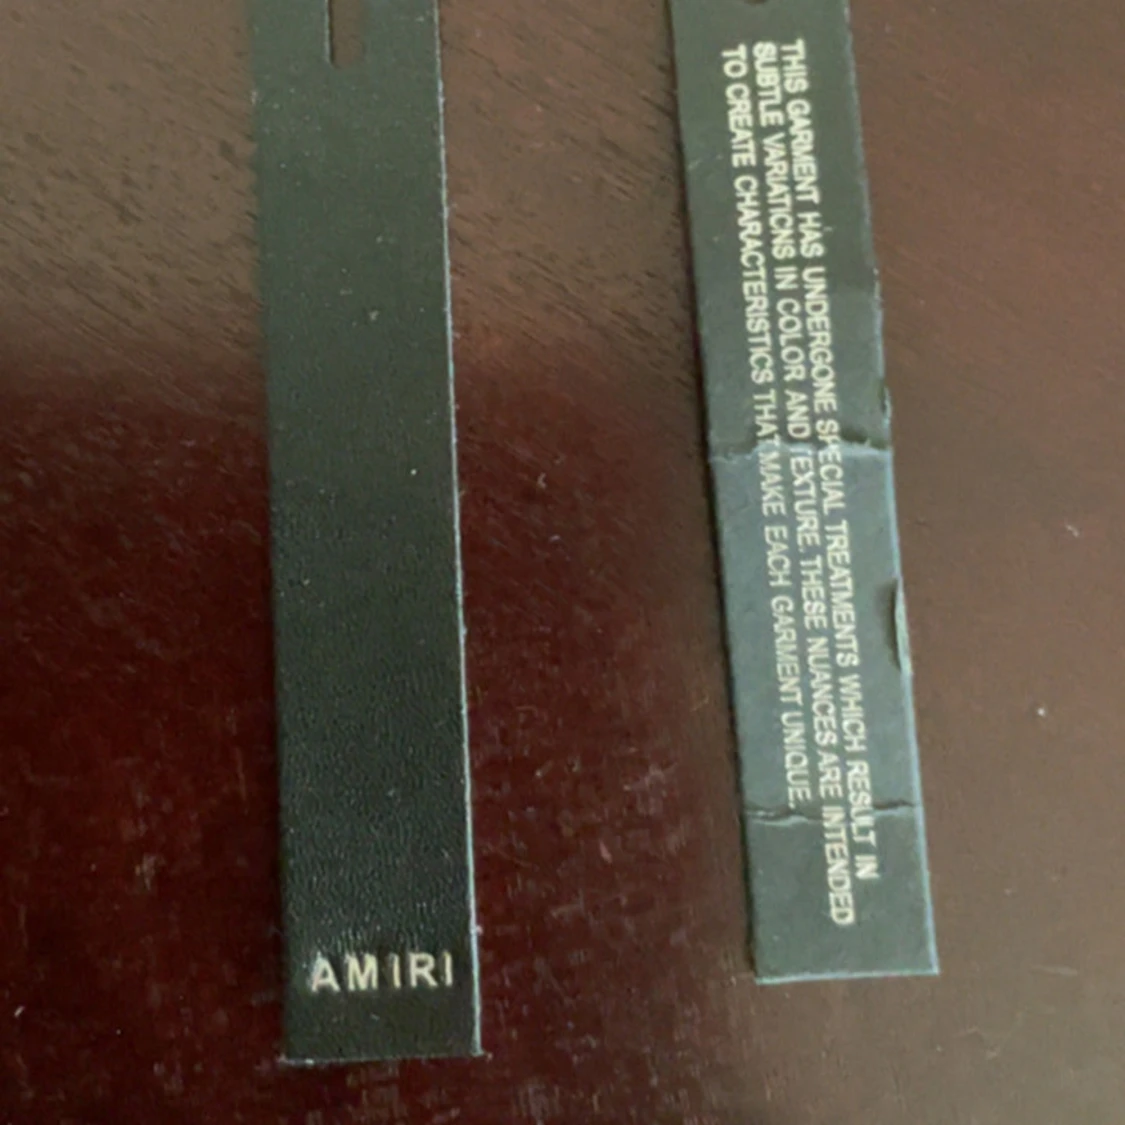 AMIRI
THIS GARMENT HAS UNDERGONE SPECIAL TREATMENTS WHICH RESULT IN
SUBTLE VARIATIONS IN COLOR AND TEXTURE. THESE NUANCES ARE INTENDED
TO CREATE CHARACTERISTICS THAT MAKE EACH GARMENT UNIQUE.